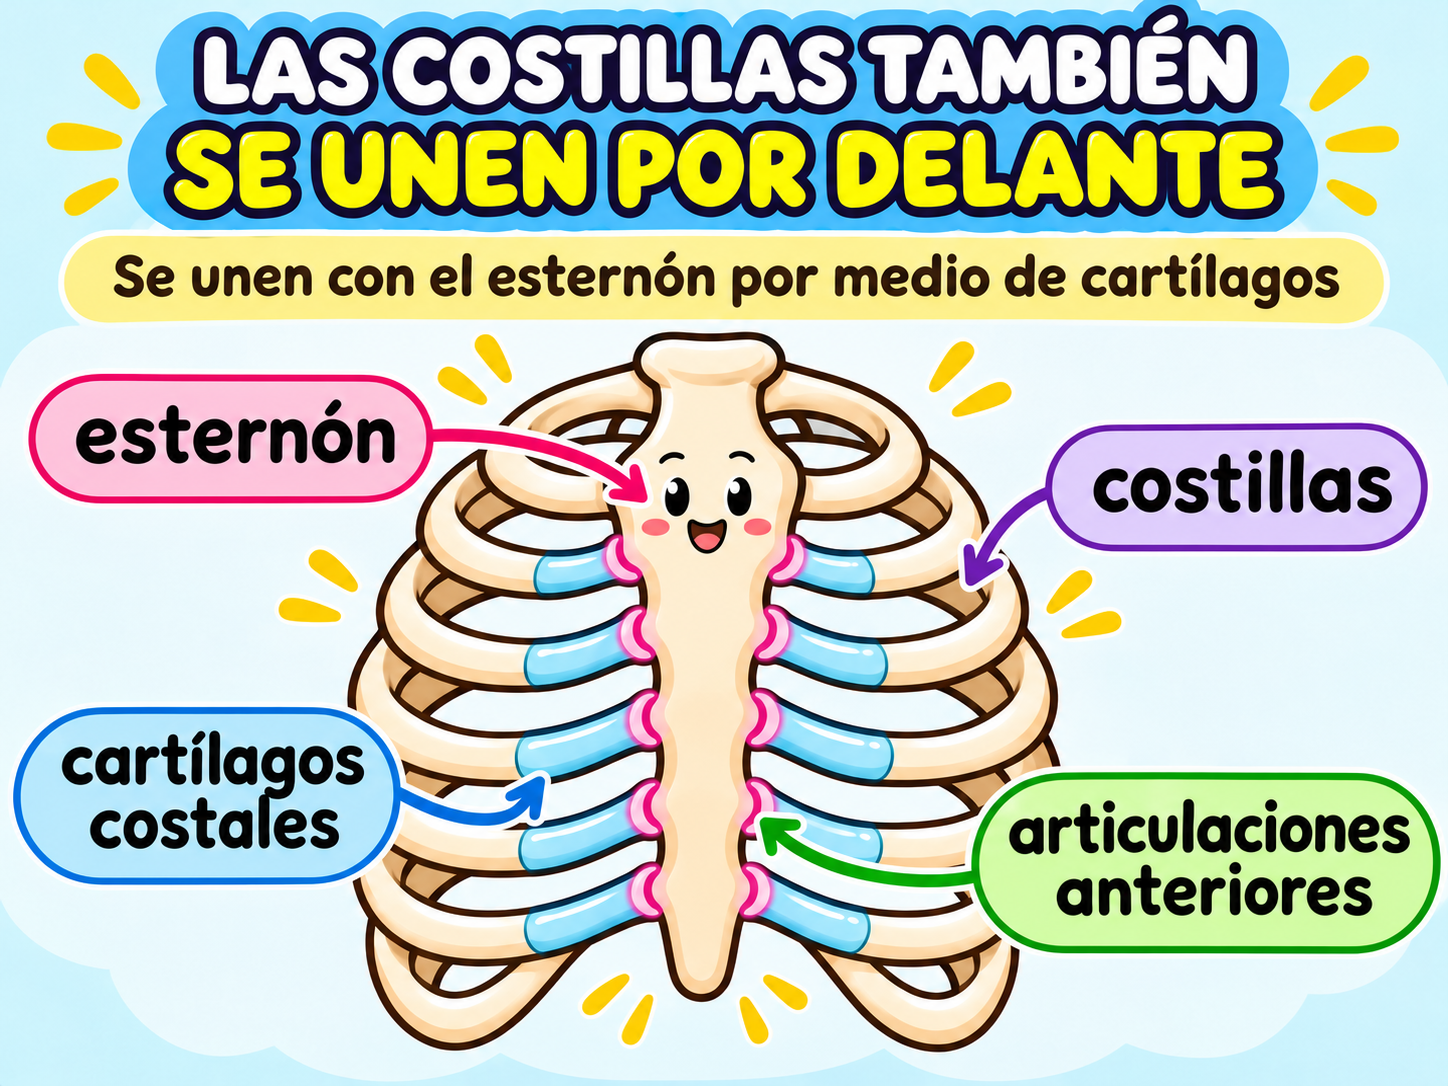 LAS COSTILLAS TAMBIÉN
SE UNEN POR DELANTE
Se unen con el esternón por medio de cartílagos
esternón
costillas
cartílagos
costales
articulaciones
anteriores